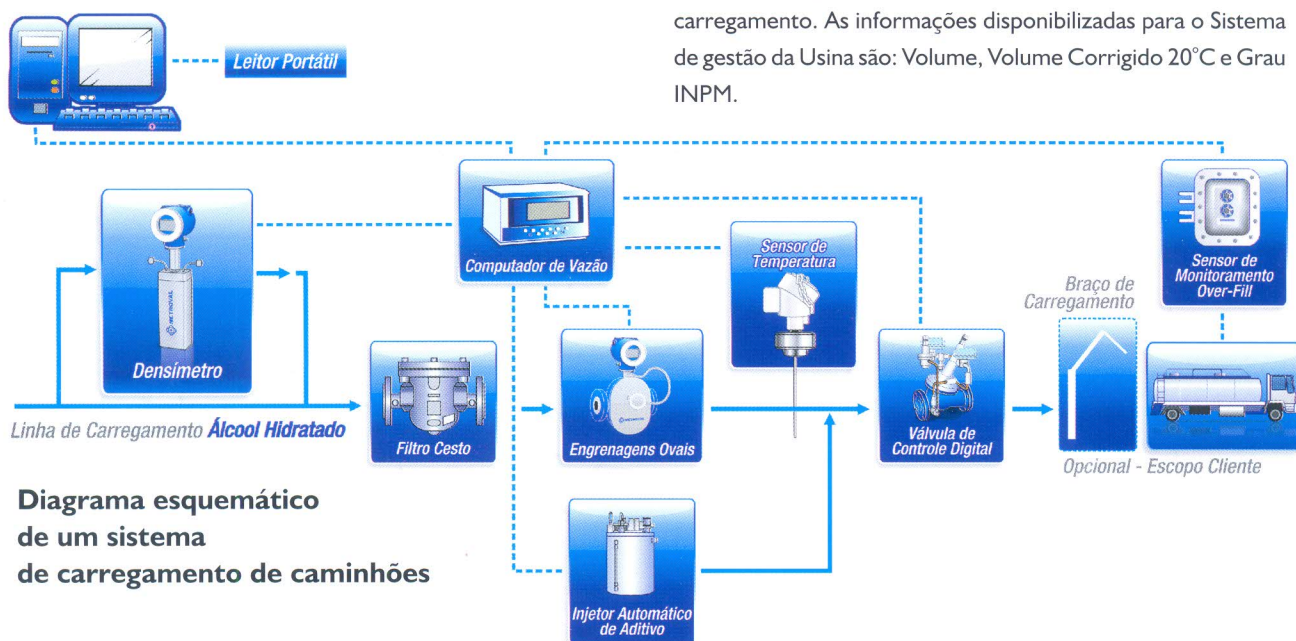 carregamento. As informações disponibilizadas para o Sistema
de gestão da Usina são: Volume, Volume Corrigido 20°C e Grau
INPM.
Leitor Portátil
Computador de Vazão
Sensor de
Temperatura
Sensor de
Monitoramento
Over-Fill
METROVAL
Densímetro
Braço de
Carregamento
Linha de Carregamento Álcool Hidratado
Filtro Cesto
METROVAL
Engrenagens Ovais
Válvula de
Controle Digital
Opcional - Escopo Cliente
Diagrama esquemático
de um sistema
de carregamento de caminhões
Injetor Automático
de Aditivo